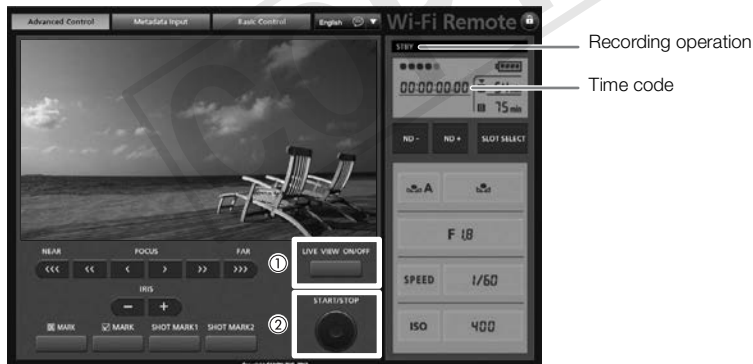 Advanced Control
Metadata Input
Basic Control
English
Wi-Fi Remote
STBY
Recording operation
00:00:00.00
Time code
75 min
ND -
ND +
SLOT SELECT
A
F 1.8
NEAR
FOCUS
FAR
<<<
<<
<
>
>>
>>>
①
LIVE VIEW ON/OFF
IRIS
-
+
SPEED
1/60
②
START/STOP
MARK
MARK
SHOT MARK1
SHOT MARK2
ISO
400